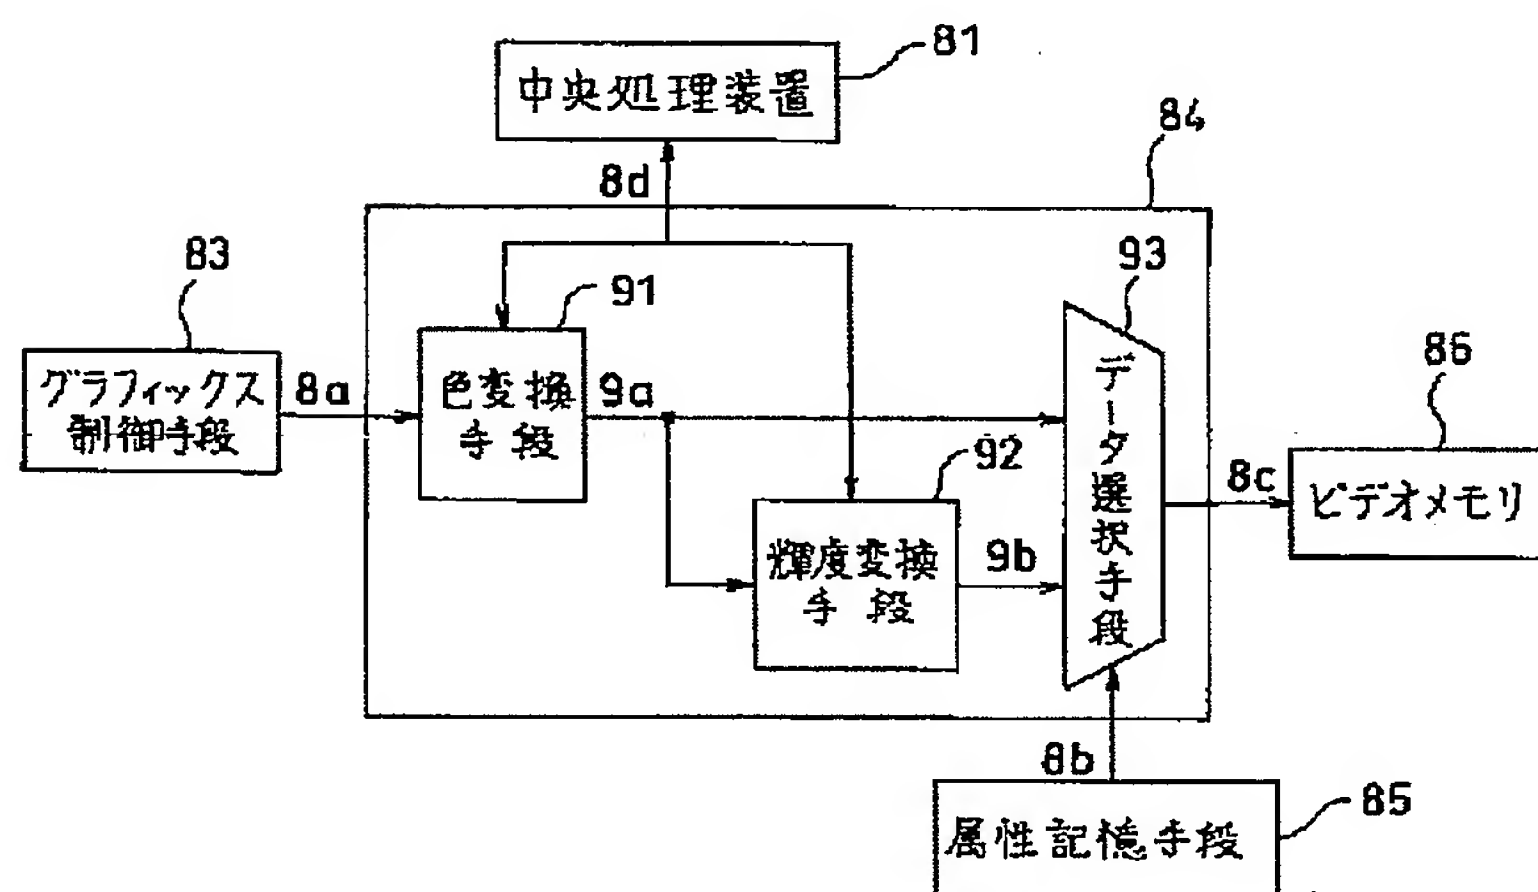 81
中央処理装置
84
8d
83
91
93
グラフィックス
制御手段
8a
色変換
手段
9a
データ選択手段
86
92
8c
ビデオメモリ
輝度変換
手段
9b
8b
85
属性記憶手段